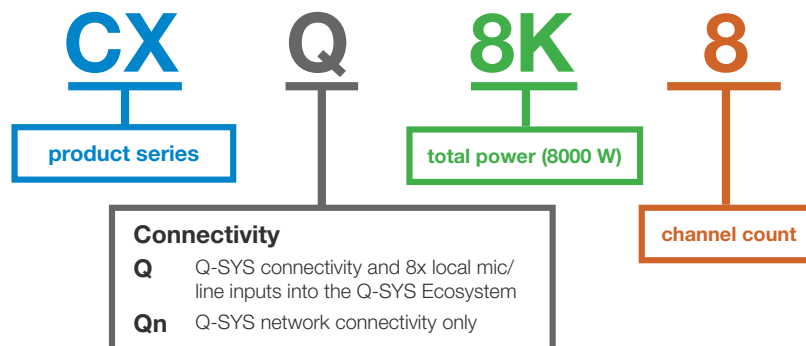 CX Q 8K 8
product series
total power (8000 W)
channel count
Connectivity
Q Q-SYS connectivity and 8x local mic/
line inputs into the Q-SYS Ecosystem
Qn Q-SYS network connectivity only